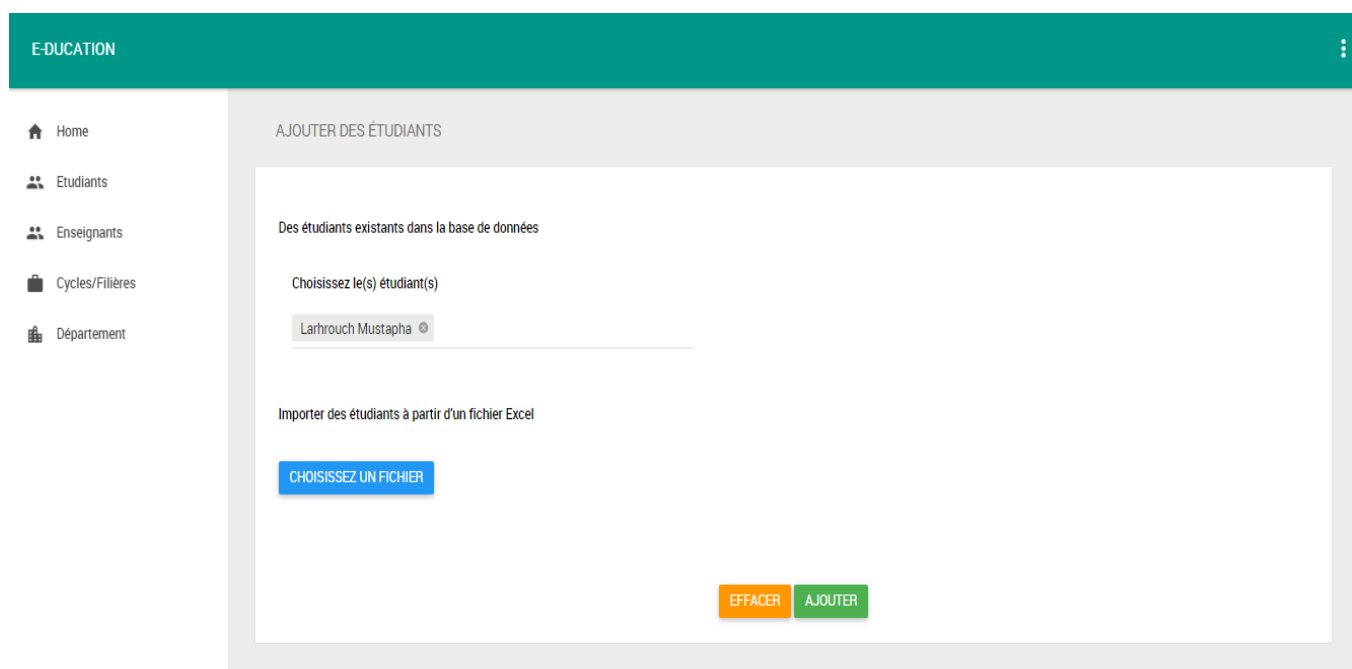 E-DUCATION
Home
Etudiants
Enseignants
Cycles/Filières
Département
AJOUTER DES ÉTUDIANTS
Des étudiants existants dans la base de données
Choisissez le(s) étudiant(s)
Larhrouch Mustapha
Importer des étudiants à partir d'un fichier Excel
CHOISISSEZ UN FICHIER
EFFACER AJOUTER